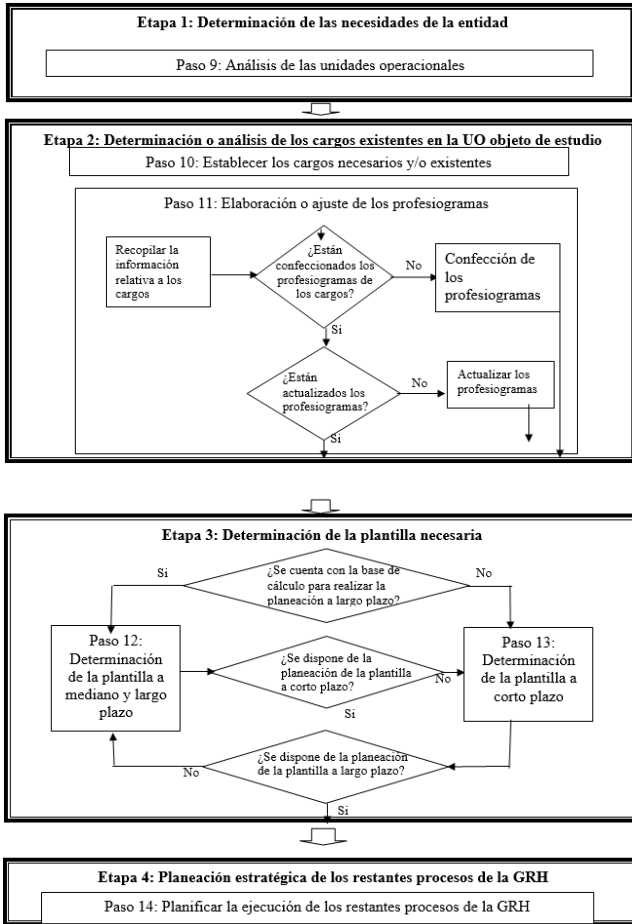 Etapa 1: Determinación de las necesidades de la entidad
Paso 9: Análisis de las unidades operacionales
Etapa 2: Determinación o análisis de los cargos existentes en la UO objeto de estudio
Paso 10: Establecer los cargos necesarios y/o existentes
Paso 11: Elaboración o ajuste de los profesiogramas
Recopilar la
información
relativa a los
cargos
¿Están
confeccionados los
profesiogramas de
los cargos?
No
Confección de
los
profesiogramas
Si
¿Están
actualizados los
profesiogramas?
No
Actualizar los
profesiogramas
Si
Etapa 3: Determinación de la plantilla necesaria
Si
¿Se cuenta con la base de
cálculo para realizar la
planeación a largo plazo?
No
Paso 12:
Determinación
de la plantilla a
mediano y largo
plazo
¿Se dispone de la
planeación de la plantilla
a corto plazo?
No
Si
Paso 13:
Determinación
de la plantilla a
corto plazo
¿Se dispone de la planeación
de la plantilla a largo plazo?
No
Si
Etapa 4: Planeación estratégica de los restantes procesos de la GRH
Paso 14: Planificar la ejecución de los restantes procesos de la GRH